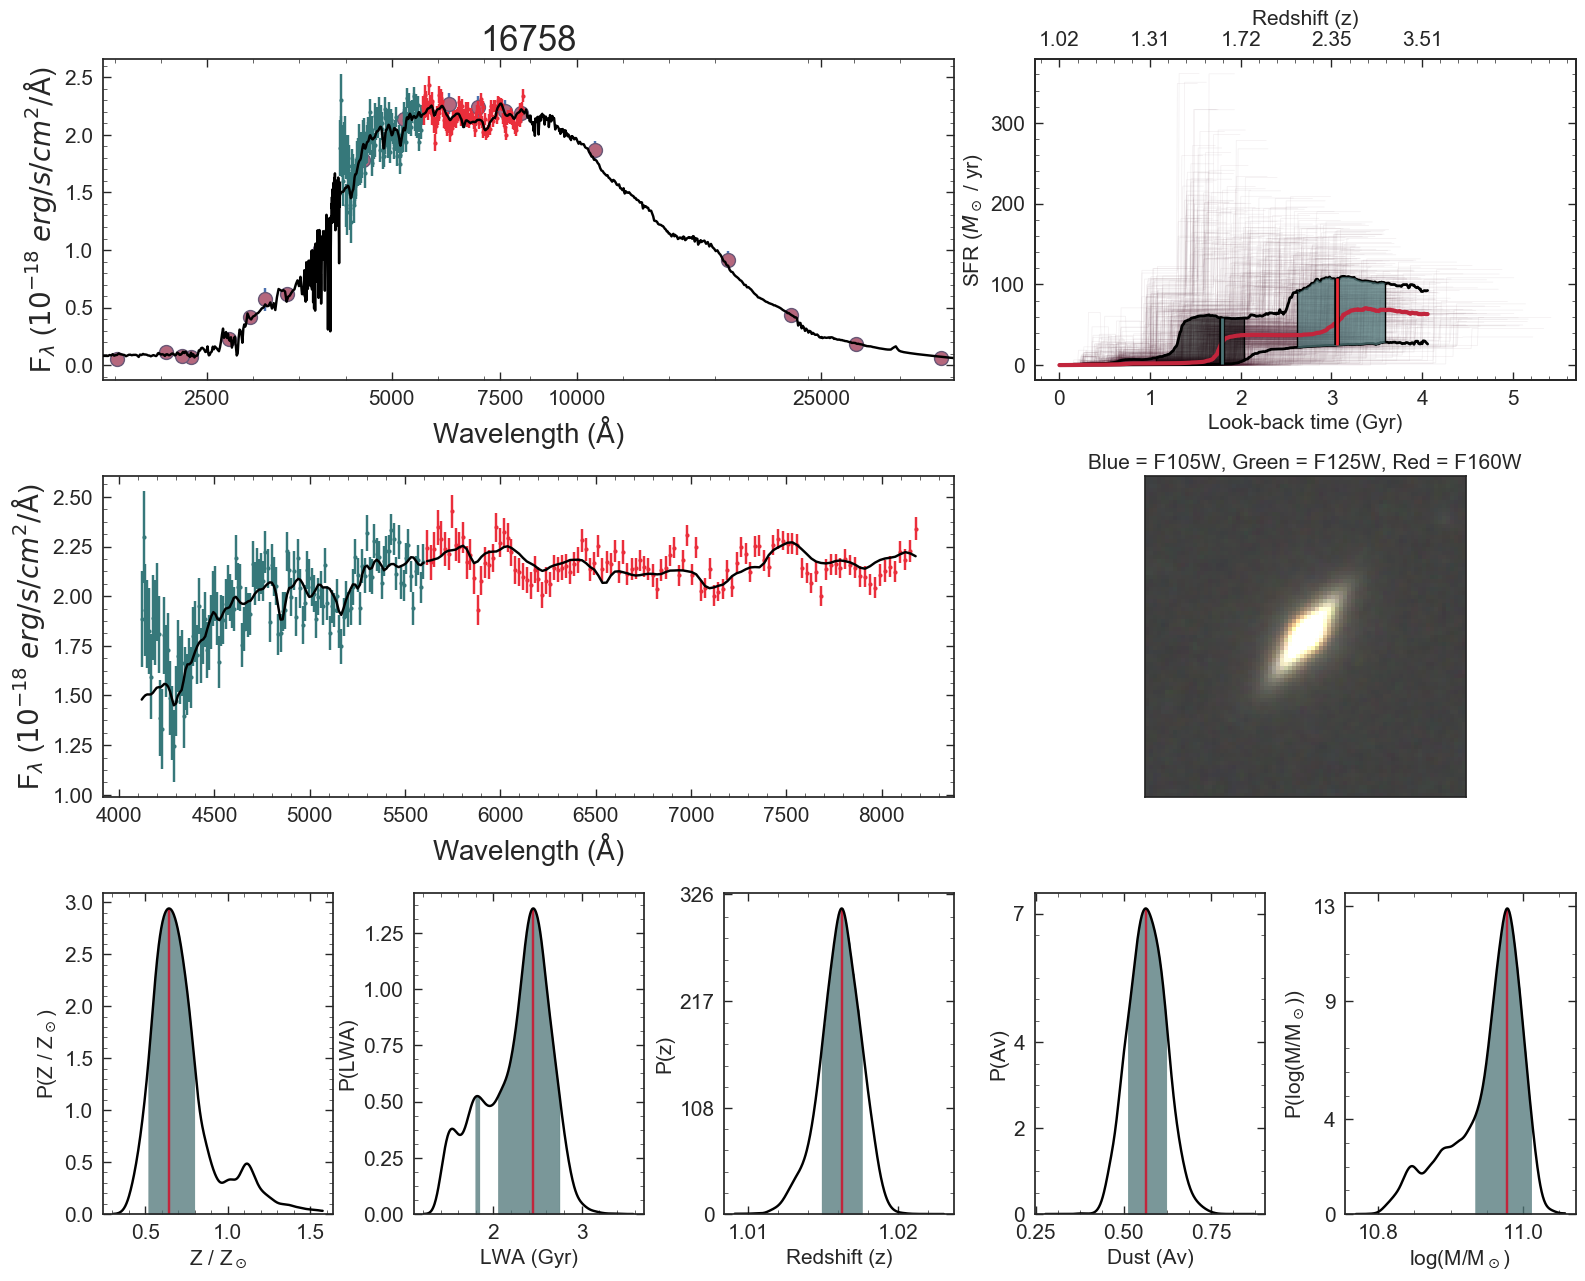 16758
2.5
2.0
1.5
1.0
0.5
0.0
F_λ (10^{-18} erg/s/cm^2/Å)
2500 5000 7500 10000 25000
Wavelength (Å)
Redshift (z)
1.02 1.31 1.72 2.35 3.51
300
200
100
0
SFR (M_⊙ / yr)
0 1 2 3 4 5
Look-back time (Gyr)
2.50
2.25
2.00
1.75
1.50
1.25
1.00
F_λ (10^{-18} erg/s/cm^2/Å)
4000 4500 5000 5500 6000 6500 7000 7500 8000
Wavelength (Å)
Blue = F105W, Green = F125W, Red = F160W
3.0
2.5
2.0
1.5
1.0
0.5
0.0
P(Z / Z_⊙)
0.5 1.0 1.5
Z / Z_⊙
1.25
1.00
0.75
0.50
0.25
0.00
P(LWA)
2 3
LWA (Gyr)
326
217
108
0
P(z)
1.01 1.02
Redshift (z)
7
4
2
0
P(Av)
0.25 0.50 0.75
Dust (Av)
13
9
4
0
P(log(M/M_⊙))
10.8 11.0
log(M/M_⊙)